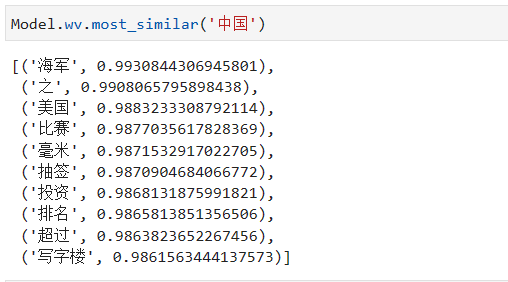 Model.wv.most_similar('中国')
[('海军', 0.9930844306945801),
('之', 0.9908065795898438),
('美国', 0.9883233308792114),
('比赛', 0.9877035617828369),
('毫米', 0.9871532917022705),
('抽签', 0.9870904684066772),
('投资', 0.9868131875991821),
('排名', 0.9865813851356506),
('超过', 0.9863823652267456),
('写字楼', 0.9861563444137573)]